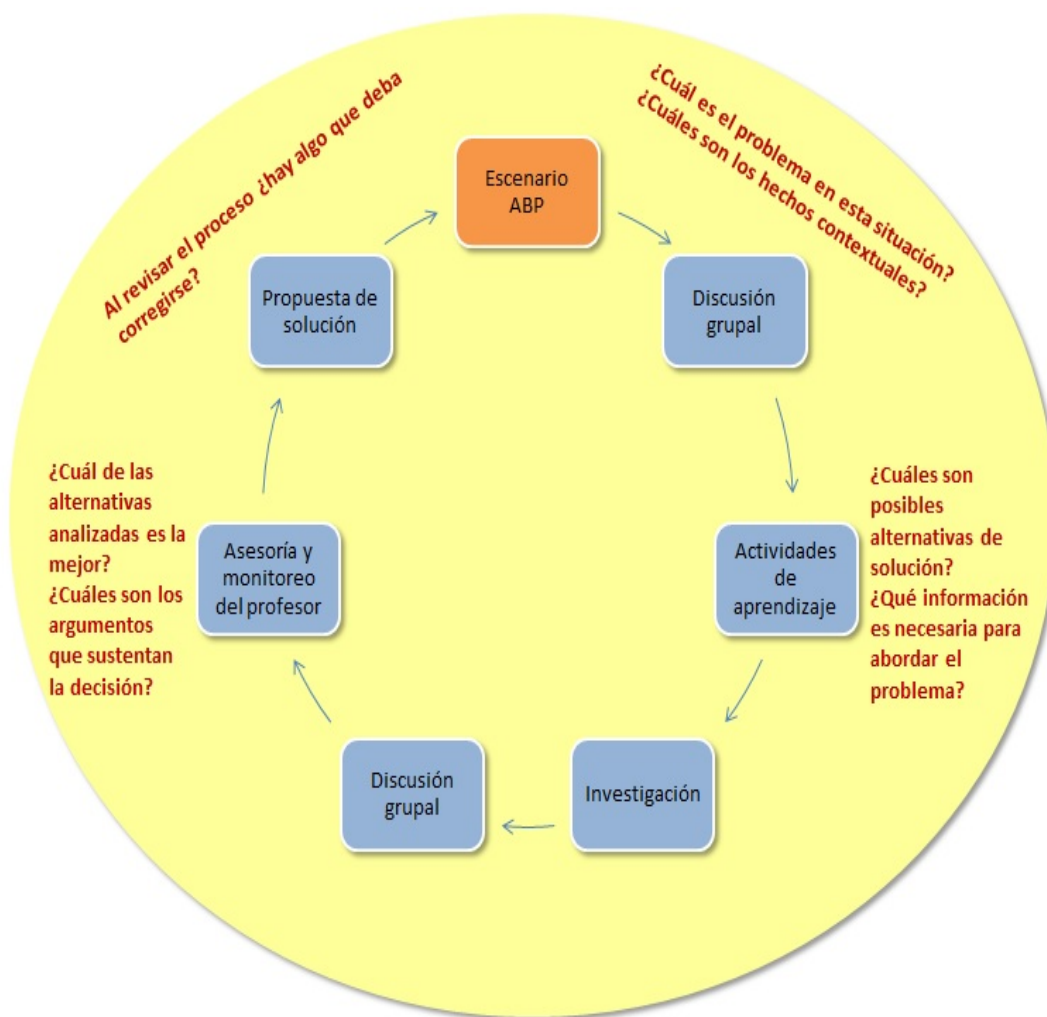 Escenario
ABP
¿Cuál es el problema en esta situación?
¿Cuáles son los hechos contextuales?
Discusión
grupal
Actividades
de
aprendizaje
¿Cuáles son
posibles
alternativas de
solución?
¿Qué información
es necesaria para
abordar el
problema?
Investigación
Discusión
grupal
Asesoría y
monitoreo
del profesor
¿Cuál de las
alternativas
analizadas es la
mejor?
¿Cuáles son los
argumentos
que sustentan
la decisión?
Propuesta de
solución
Al revisar el proceso ¿hay algo que deba
corregirse?